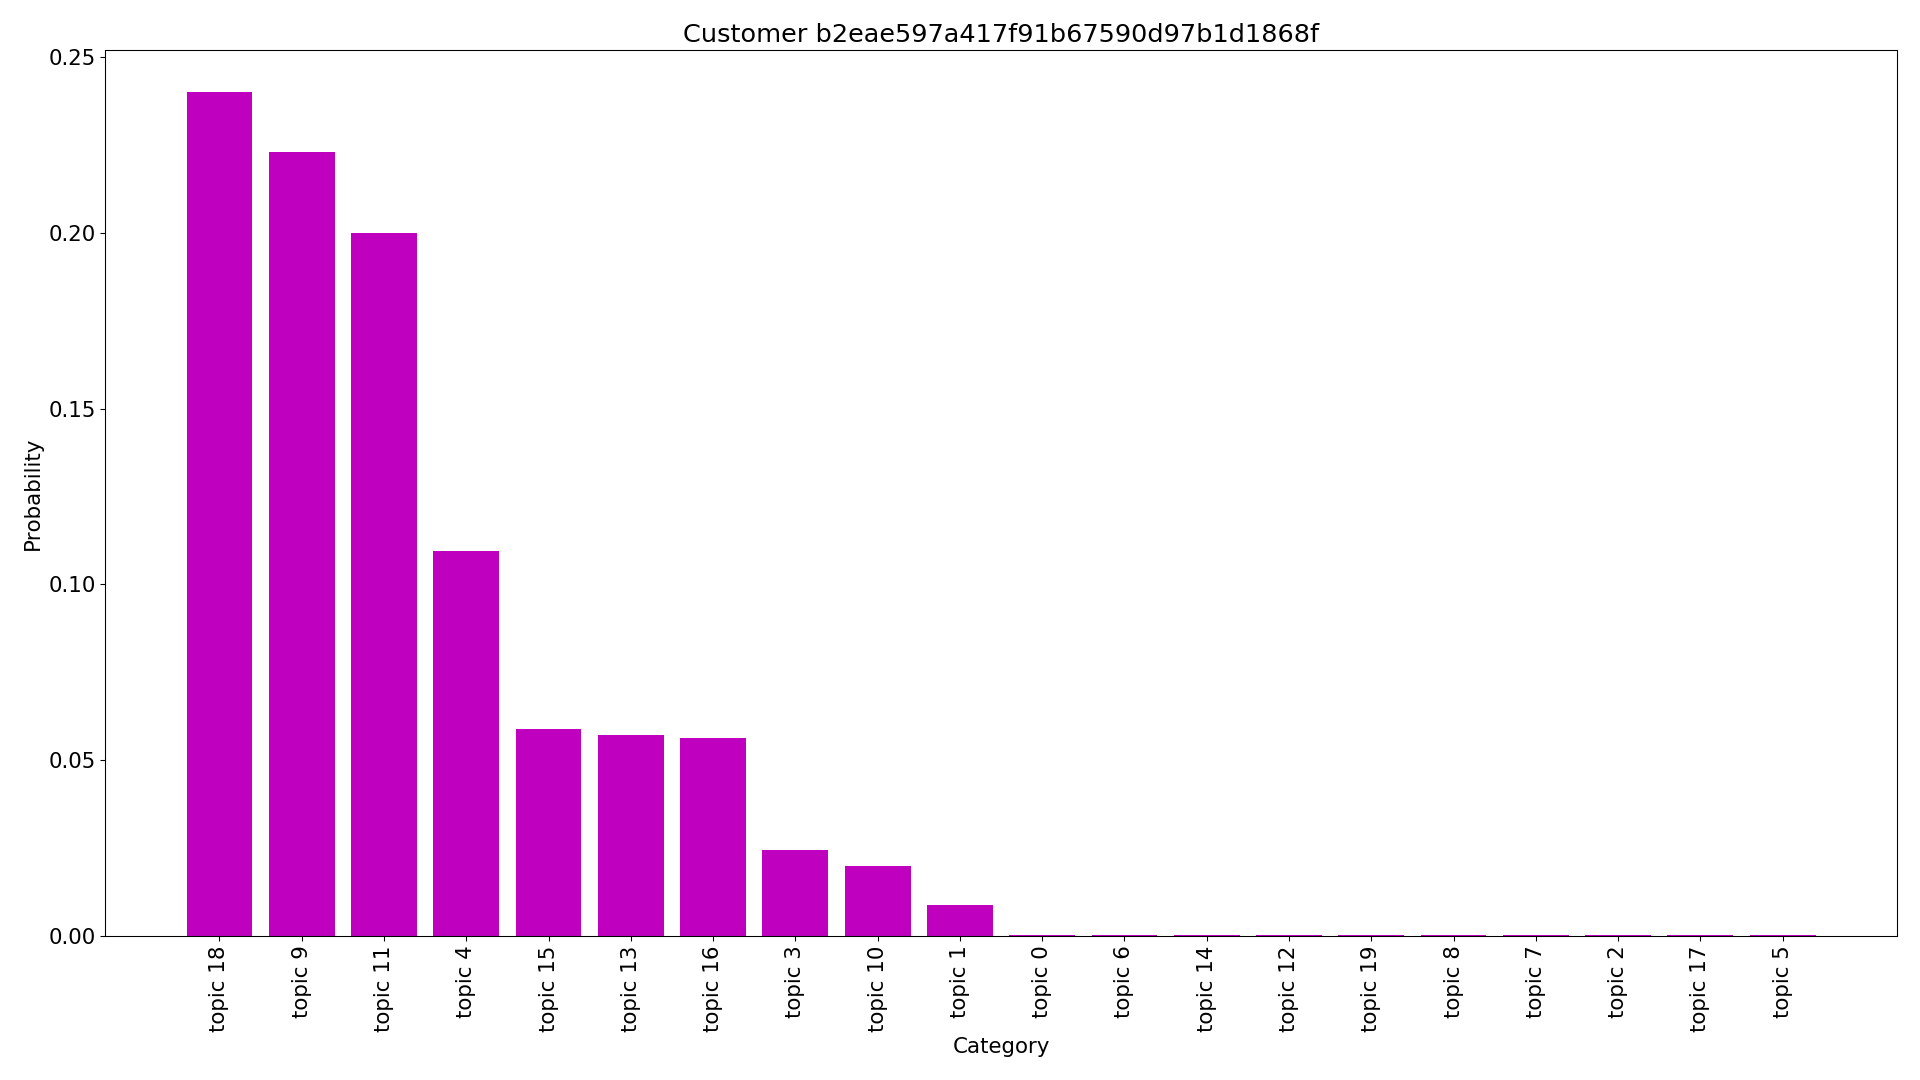 Customer b2eae597a417f91b67590d97b1d1868f
0.25
0.20
0.15
0.10
0.05
0.00
Probability
topic 18
topic 9
topic 11
topic 4
topic 15
topic 13
topic 16
topic 3
topic 10
topic 1
topic 0
topic 6
topic 14
topic 12
topic 19
topic 8
topic 7
topic 2
topic 17
topic 5
Category